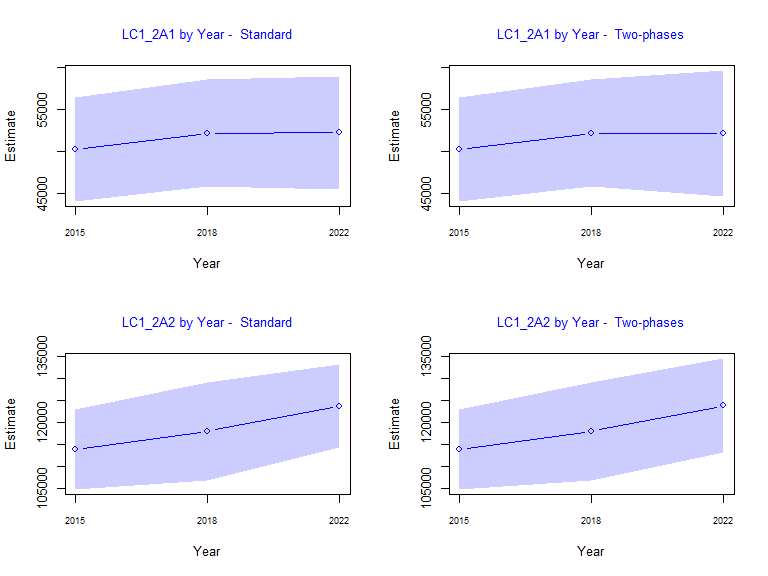 LC1_2A1 by Year -  Standard
Estimate
55000
45000
2015
2018
2022
Year
LC1_2A1 by Year -  Two-phases
Estimate
55000
45000
2015
2018
2022
Year
LC1_2A2 by Year -  Standard
Estimate
135000
120000
105000
2015
2018
2022
Year
LC1_2A2 by Year -  Two-phases
Estimate
135000
120000
105000
2015
2018
2022
Year